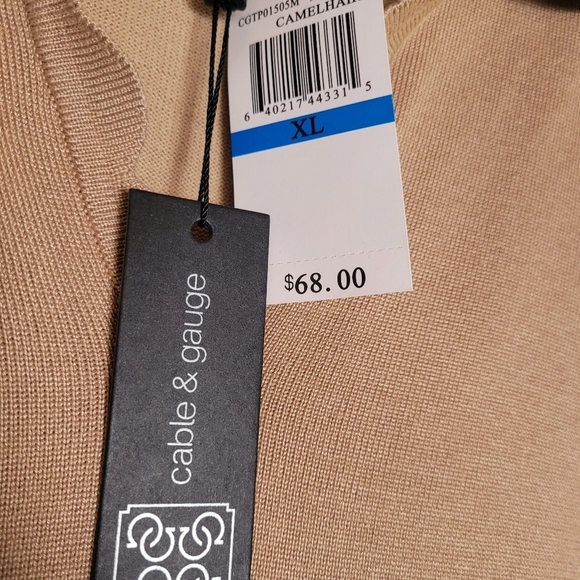 CGTP01505M
CAMELHAIR
6 40217 44331 5
XL
$68.00
cable & gauge